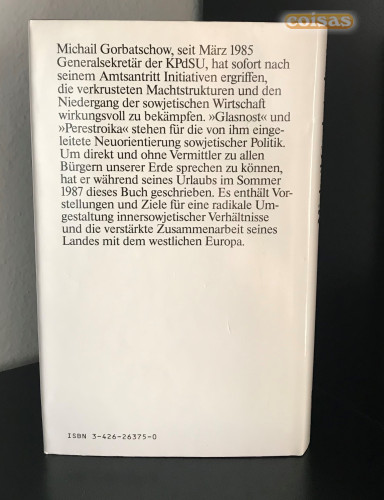 coisas
Michail Gorbatschow, seit März 1985
Generalsekretär der KPdSU, hat sofort nach
seinem Amtsantritt Initiativen ergriffen,
die verkrusteten Machtstrukturen und den
Niedergang der sowjetischen Wirtschaft
wirkungsvoll zu bekämpfen. »Glasnost« und
»Perestroika« stehen für die von ihm einge-
leitete Neuorientierung sowjetischer Politik.
Um direkt und ohne Vermittler zu allen
Bürgern unserer Erde sprechen zu können,
hat er während seines Urlaubs im Sommer
1987 dieses Buch geschrieben. Es enthält Vor-
stellungen und Ziele für eine radikale Um-
gestaltung innersowjetischer Verhältnisse
und die verstärkte Zusammenarbeit seines
Landes mit dem westlichen Europa.
ISBN 3-426-26375-0